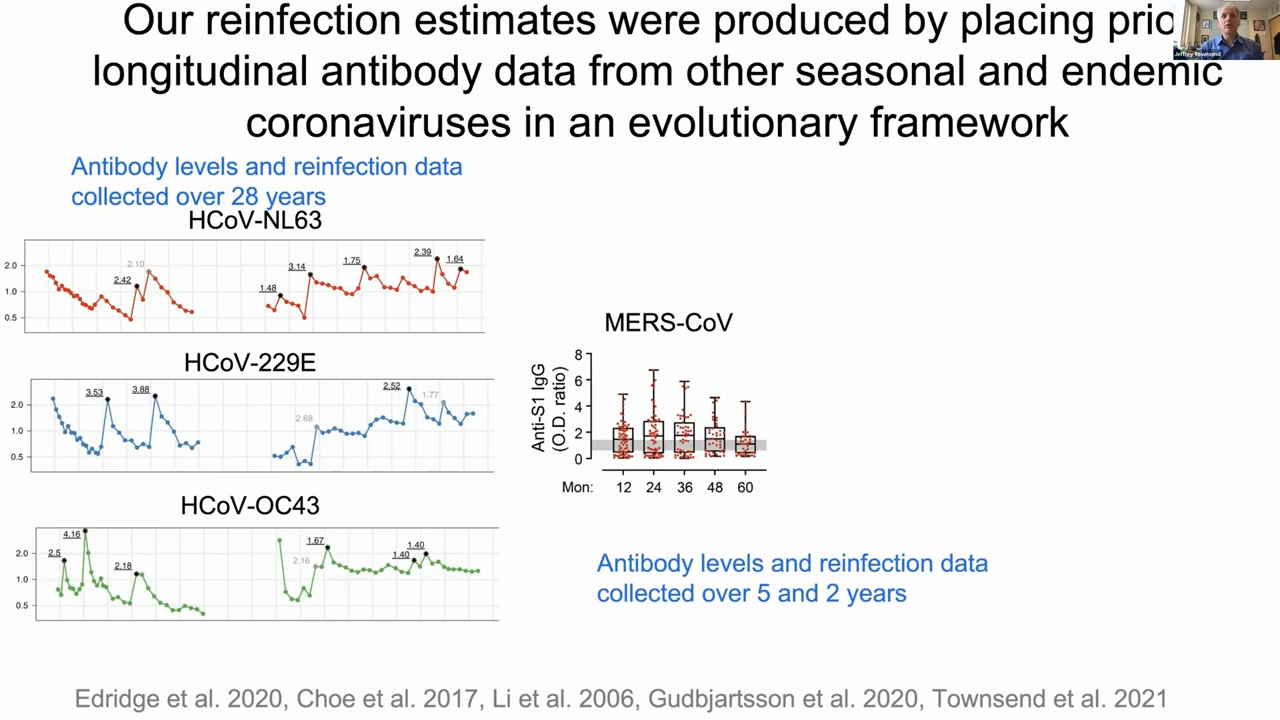 Our reinfection estimates were produced by placing prio
longitudinal antibody data from other seasonal and endemic
coronaviruses in an evolutionary framework
Jeffrey Townsend
Antibody levels and reinfection data
collected over 28 years
HCoV-NL63
2.0
1.0
0.5
2.42
2.10
1.48
3.14
1.75
2.39
1.64
HCoV-229E
2.0
1.0
0.5
3.53
3.88
2.68
2.52
1.77
HCoV-OC43
2.0
1.0
0.5
2.5
4.16
2.18
2.16
1.67
1.40
1.40
MERS-CoV
Anti-S1 IgG
(O.D. ratio)
8
6
4
2
0
Mon: 12 24 36 48 60
Antibody levels and reinfection data
collected over 5 and 2 years
Edridge et al. 2020, Choe et al. 2017, Li et al. 2006, Gudbjartsson et al. 2020, Townsend et al. 2021